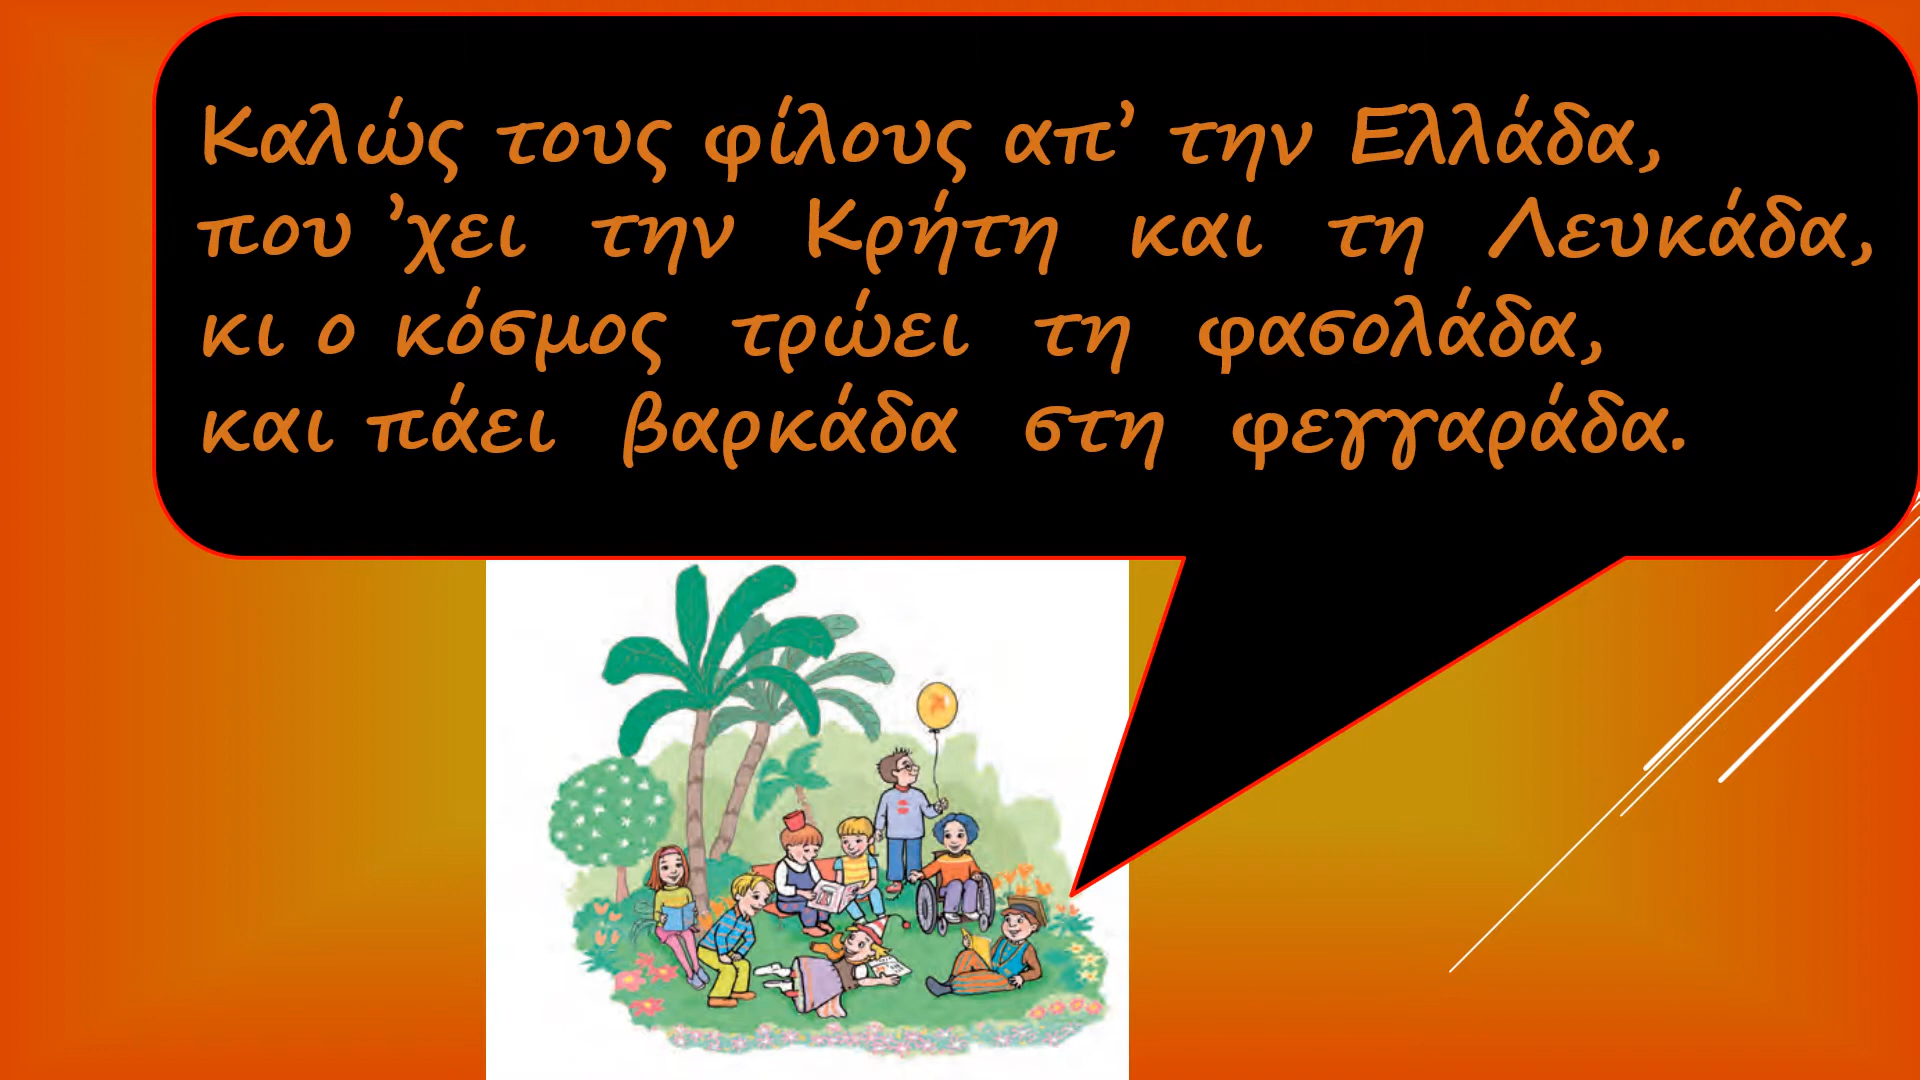 Καλώς τους φίλους απ’ την Ελλάδα,
που ’χει την Κρήτη και τη Λευκάδα,
κι ο κόσμος τρώει τη φασολάδα,
και πάει βαρκάδα στη φεγγαράδα.